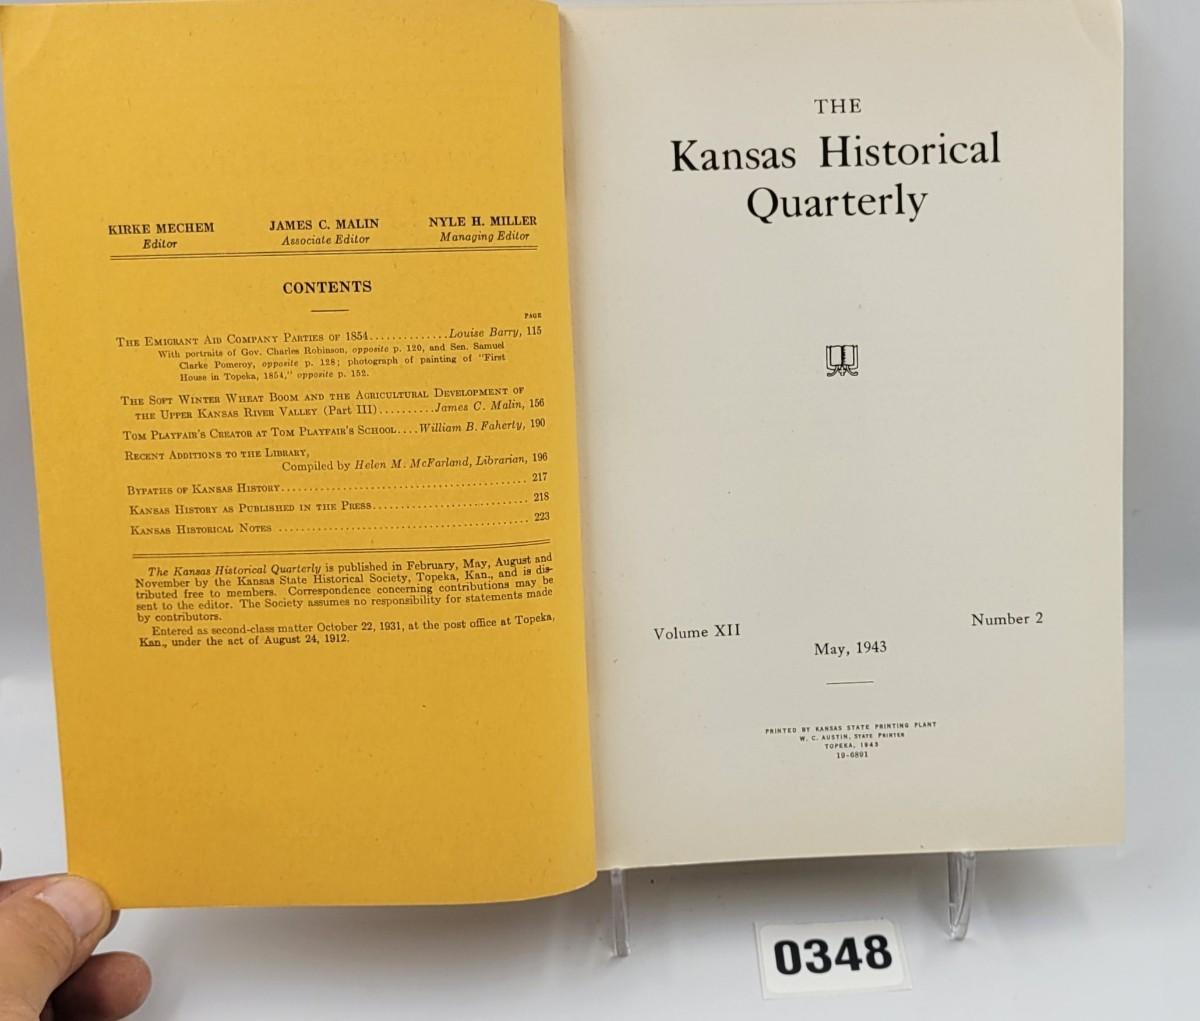 KIRKE MECHEM JAMES C. MALIN NYLE H. MILLER
Editor Associate Editor Managing Editor
CONTENTS
PAGE
THE EMIGRANT AID COMPANY PARTIES OF 1854..............Louise Barry, 115
With portraits of Gov. Charles Robinson, opposite p. 120, and Sen. Samuel
Clarke Pomeroy, opposite p. 128; photograph of painting of "First
House in Topeka, 1854," opposite p. 152.
THE SOFT WINTER WHEAT BOOM AND THE AGRICULTURAL DEVELOPMENT OF
THE UPPER KANSAS RIVER VALLEY (Part III)..........James C. Malin, 156
TOM PLAYFAIR'S CREATOR AT TOM PLAYFAIR'S SCHOOL....William B. Faherty, 190
RECENT ADDITIONS TO THE LIBRARY,
Compiled by Helen M. McFarland, Librarian, 196
BYPATHS OF KANSAS HISTORY........................................ 217
KANSAS HISTORY AS PUBLISHED IN THE PRESS......................... 218
KANSAS HISTORICAL NOTES ......................................... 223
The Kansas Historical Quarterly is published in February, May, August and
November by the Kansas State Historical Society, Topeka, Kan., and is dis-
tributed free to members. Correspondence concerning contributions may be
sent to the editor. The Society assumes no responsibility for statements made
by contributors.
Entered as second-class matter October 22, 1931, at the post office at Topeka,
Kan., under the act of August 24, 1912.
THE
Kansas Historical
Quarterly
Volume XII Number 2
May, 1943
PRINTED BY KANSAS STATE PRINTING PLANT
W. C. AUSTIN, STATE PRINTER
TOPEKA, 1943
19-6891
0348